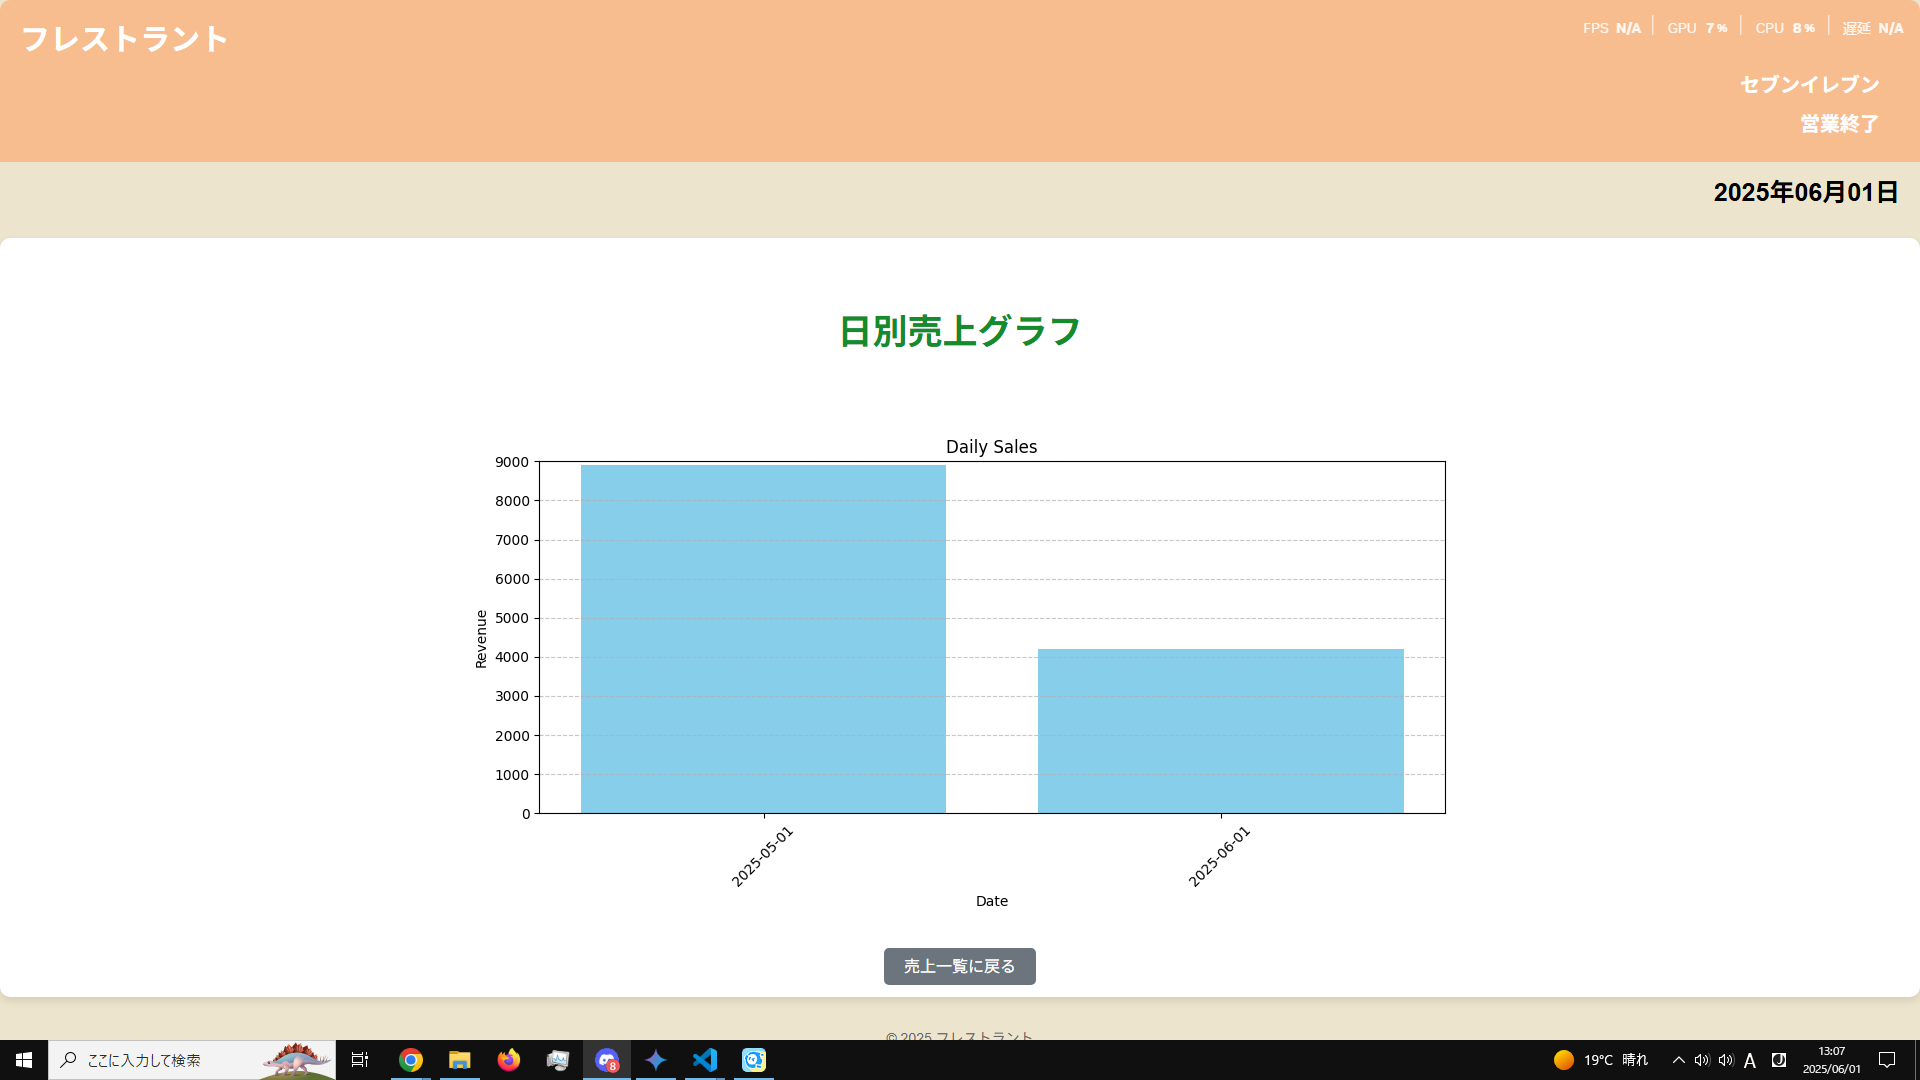 フレストラント
FPS N/A | GPU 7% | CPU 8% | 遅延 N/A
セブンイレブン
営業終了
2025年06月01日
日別売上グラフ
Daily Sales
9000
8000
7000
6000
5000
4000
3000
2000
1000
0
Revenue
2025-05-01
2025-06-01
Date
売上一覧に戻る
© 2025 フレストラント
ここに入力して検索
8
19°C 晴れ
A
13:07
2025/06/01